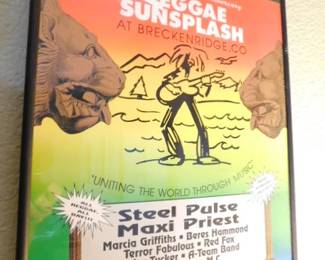 REGGAE
SUNSPLASH
AT BRECKENRIDGE, CO
"UNITING THE WORLD THROUGH MUSIC"
Steel Pulse
Maxi Priest
Marcia Griffiths • Beres Hammond
Terror Fabulous • Red Fox
Tucker • A-Team Band